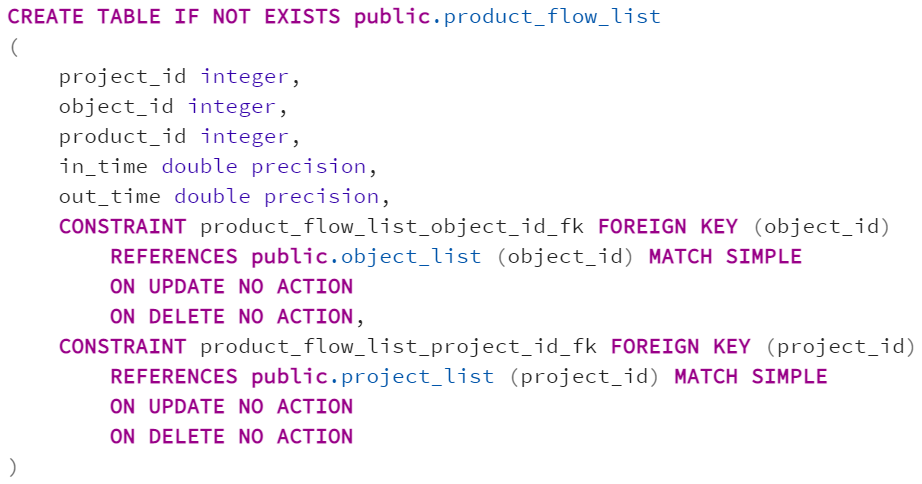 CREATE TABLE IF NOT EXISTS public.product_flow_list
(
    project_id integer,
    object_id integer,
    product_id integer,
    in_time double precision,
    out_time double precision,
    CONSTRAINT product_flow_list_object_id_fk FOREIGN KEY (object_id)
        REFERENCES public.object_list (object_id) MATCH SIMPLE
        ON UPDATE NO ACTION
        ON DELETE NO ACTION,
    CONSTRAINT product_flow_list_project_id_fk FOREIGN KEY (project_id)
        REFERENCES public.project_list (project_id) MATCH SIMPLE
        ON UPDATE NO ACTION
        ON DELETE NO ACTION
)